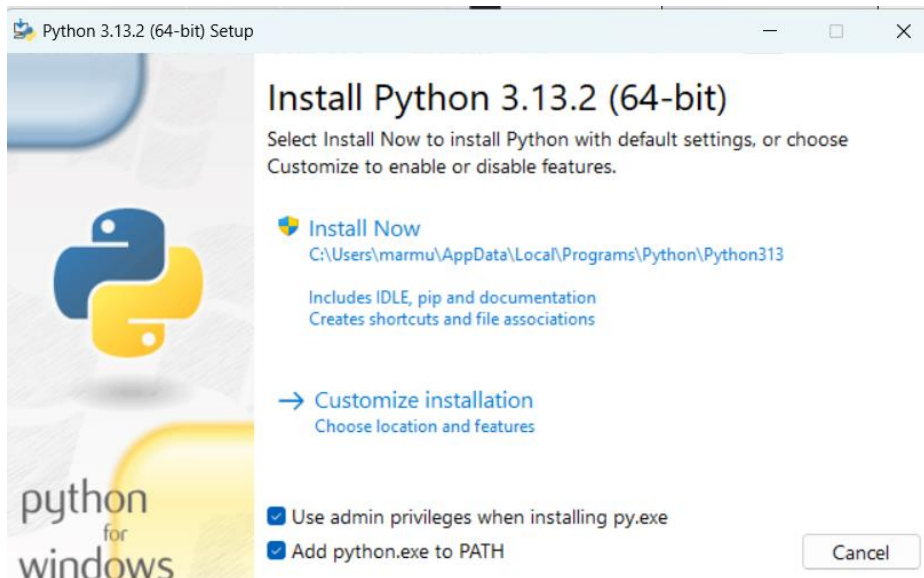 Python 3.13.2 (64-bit) Setup
Install Python 3.13.2 (64-bit)
Select Install Now to install Python with default settings, or choose
Customize to enable or disable features.
Install Now
C:\Users\marmu\AppData\Local\Programs\Python\Python313
Includes IDLE, pip and documentation
Creates shortcuts and file associations
Customize installation
Choose location and features
python
for
windows
Use admin privileges when installing py.exe
Add python.exe to PATH
Cancel